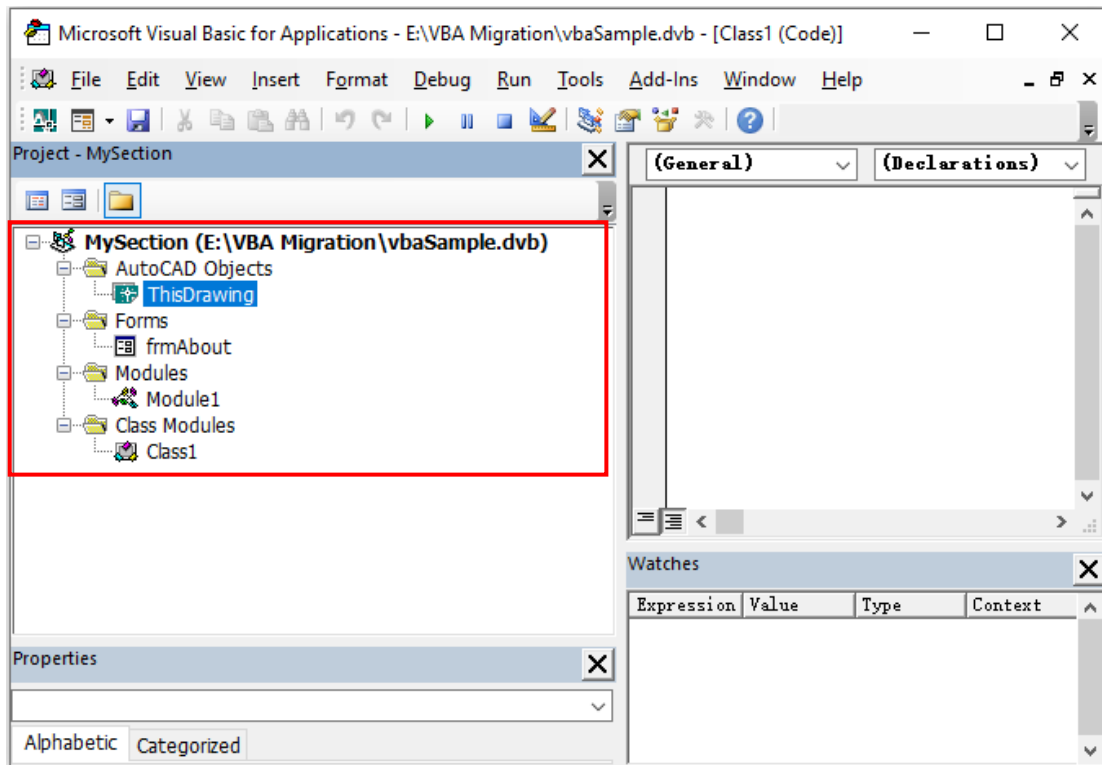 Microsoft Visual Basic for Applications - E:\VBA Migration\vbaSample.dvb - [Class1 (Code)]
File Edit View Insert Format Debug Run Tools Add-Ins Window Help
Project - MySection
(General) (Declarations)
MySection (E:\VBA Migration\vbaSample.dvb)
AutoCAD Objects
ThisDrawing
Forms
frmAbout
Modules
Module1
Class Modules
Class1
Watches
Expression Value Type Context
Properties
Alphabetic Categorized